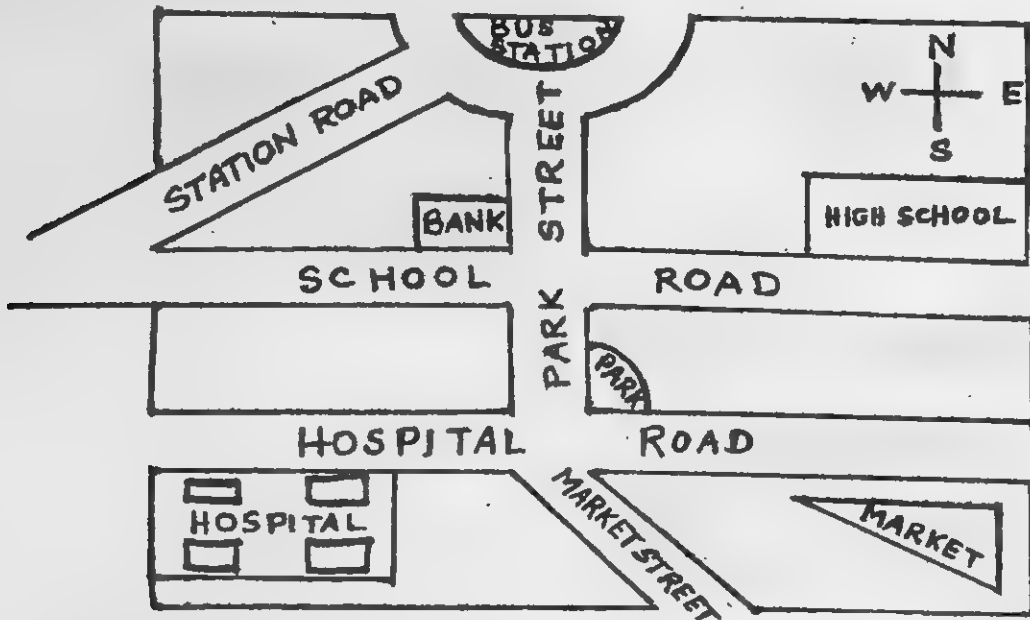 BUS
STATION
N
W E
S
STATION ROAD
PARK STREET
BANK
HIGH SCHOOL
SCHOOL ROAD
PARK
HOSPITAL ROAD
HOSPITAL
MARKET STREET
MARKET